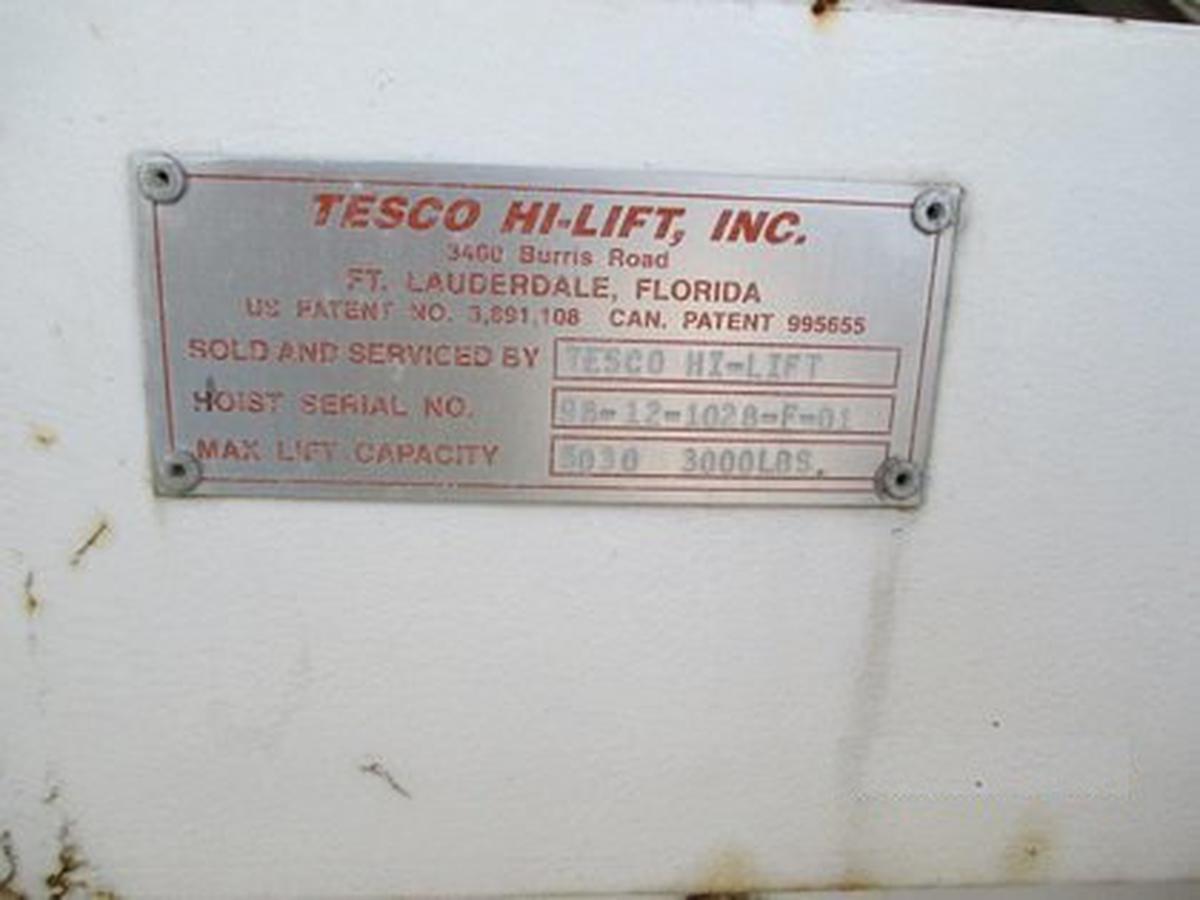 TESCO HI-LIFT, INC.
3400 Burris Road
FT. LAUDERDALE, FLORIDA
US PATENT NO. 3,891,108 CAN. PATENT 995655
SOLD AND SERVICED BY TESCO HI-LIFT
HOIST SERIAL NO. 98-12-1028-F-01
MAX LIFT CAPACITY 5030 3000LBS.